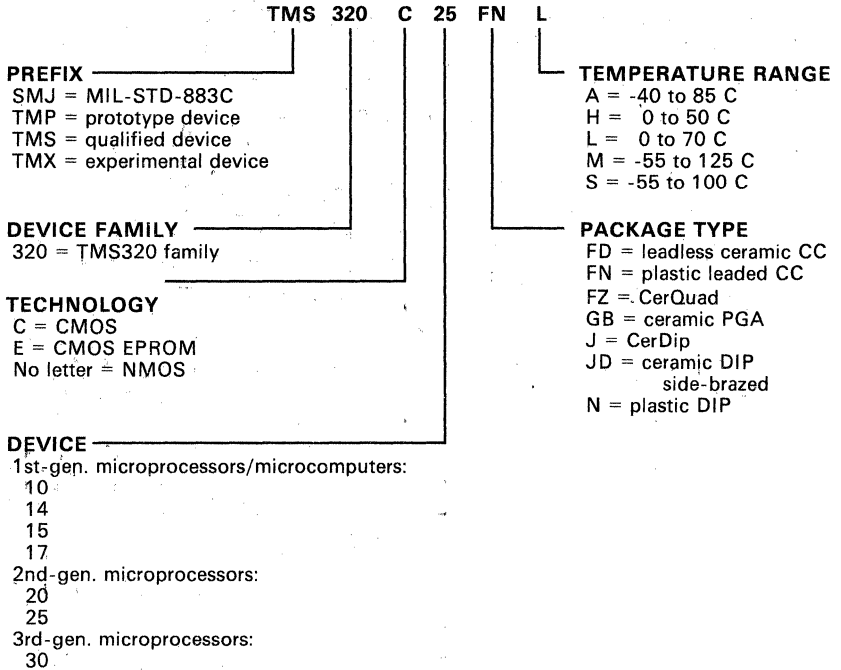 TMS 320 C 25 FN L
PREFIX
SMJ = MIL-STD-883C
TMP = prototype device
TMS = qualified device
TMX = experimental device
DEVICE FAMILY
320 = TMS320 family
TECHNOLOGY
C = CMOS
E = CMOS EPROM
No letter = NMOS
DEVICE
1st-gen. microprocessors/microcomputers:
10
14
15
17
2nd-gen. microprocessors:
20
25
3rd-gen. microprocessors:
30
TEMPERATURE RANGE
A = -40 to 85 C
H = 0 to 50 C
L = 0 to 70 C
M = -55 to 125 C
S = -55 to 100 C
PACKAGE TYPE
FD = leadless ceramic CC
FN = plastic leaded CC
FZ = CerQuad
GB = ceramic PGA
J = CerDip
JD = ceramic DIP
side-brazed
N = plastic DIP